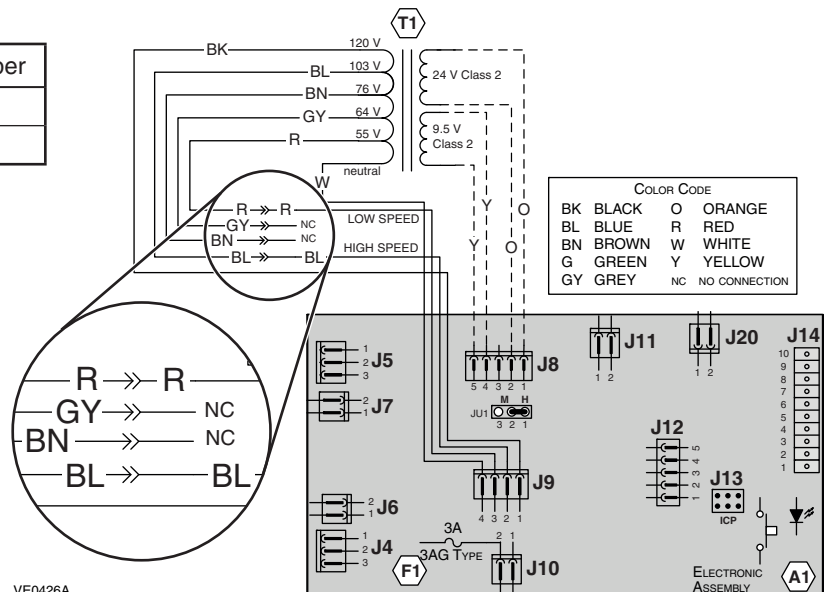 per
T1
BK
120 V
BL
103 V
BN
76 V
GY
64 V
R
55 V
neutral
W
24 V Class 2
9.5 V
Class 2
Y
O
Y
O
R R
LOW SPEED
GY NC
BN NC
HIGH SPEED
BL BL
COLOR CODE
BK BLACK O ORANGE
BL BLUE R RED
BN BROWN W WHITE
G GREEN Y YELLOW
GY GREY NC NO CONNECTION
R R
GY NC
BN NC
BL BL
J5
1
2
3
J7
2
1
J6
2
1
J4
1
2
3
J8
5 4 3 2 1
M H
JU1
3 2 1
J9
4 3 2 1
3A
3AG TYPE
F1
2 1
J10
J11
1 2
J20
1 2
J14
10
9
8
7
6
5
4
3
2
1
J12
5
4
3
2
1
J13
ICP
ELECTRONIC
ASSEMBLY
A1
VE0426A